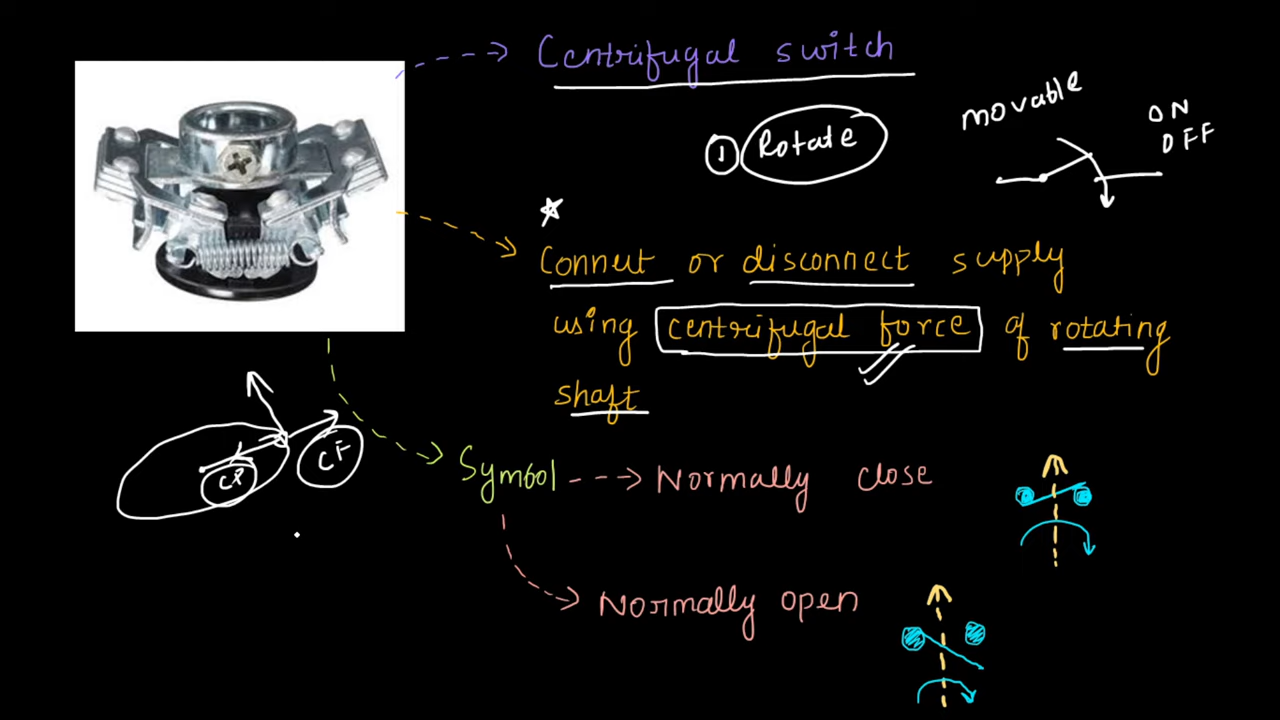 Centrifugal switch
① Rotate
movable
ON
OFF
Connect or disconnect supply
using centrifugal force of rotating
shaft
CP
CF
Symbol
Normally close
Normally open